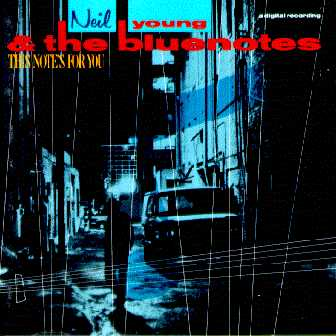 Neil
young
a digital recording
& the bluenotes
THIS NOTE'S FOR YOU